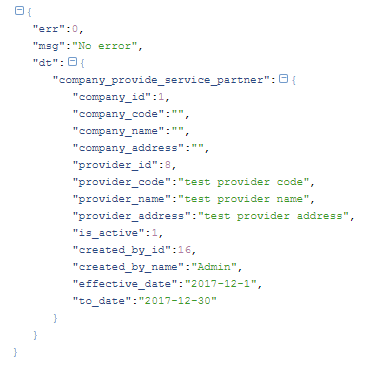 {
"err":0,
"msg":"No error",
"dt":{
"company_provide_service_partner":{
"company_id":1,
"company_code":"",
"company_name":"",
"company_address":"",
"provider_id":8,
"provider_code":"test provider code",
"provider_name":"test provider name",
"provider_address":"test provider address",
"is_active":1,
"created_by_id":16,
"created_by_name":"Admin",
"effective_date":"2017-12-1",
"to_date":"2017-12-30"
}
}
}